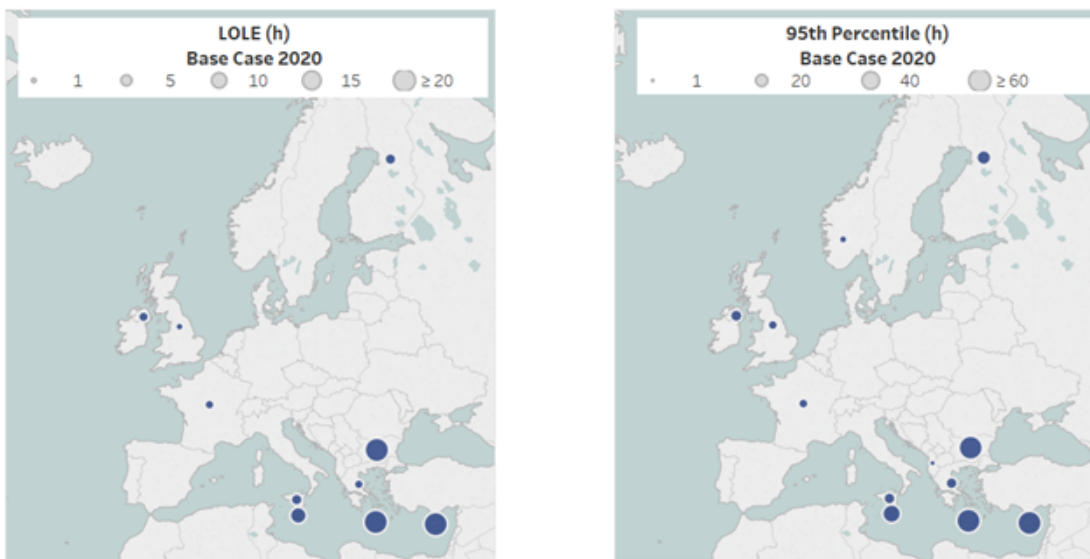 LOLE (h)
Base Case 2020
1 5 10 15 ≥ 20
95th Percentile (h)
Base Case 2020
1 20 40 ≥ 60